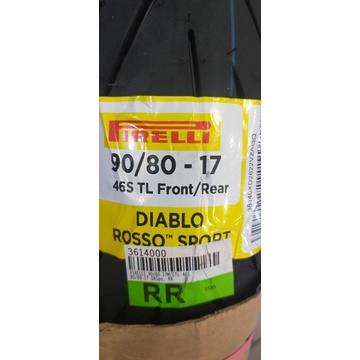 PIRELLI
90/80 - 17
46S TL Front/Rear
DIABLO
ROSSO™ SPORT
3614000
RR